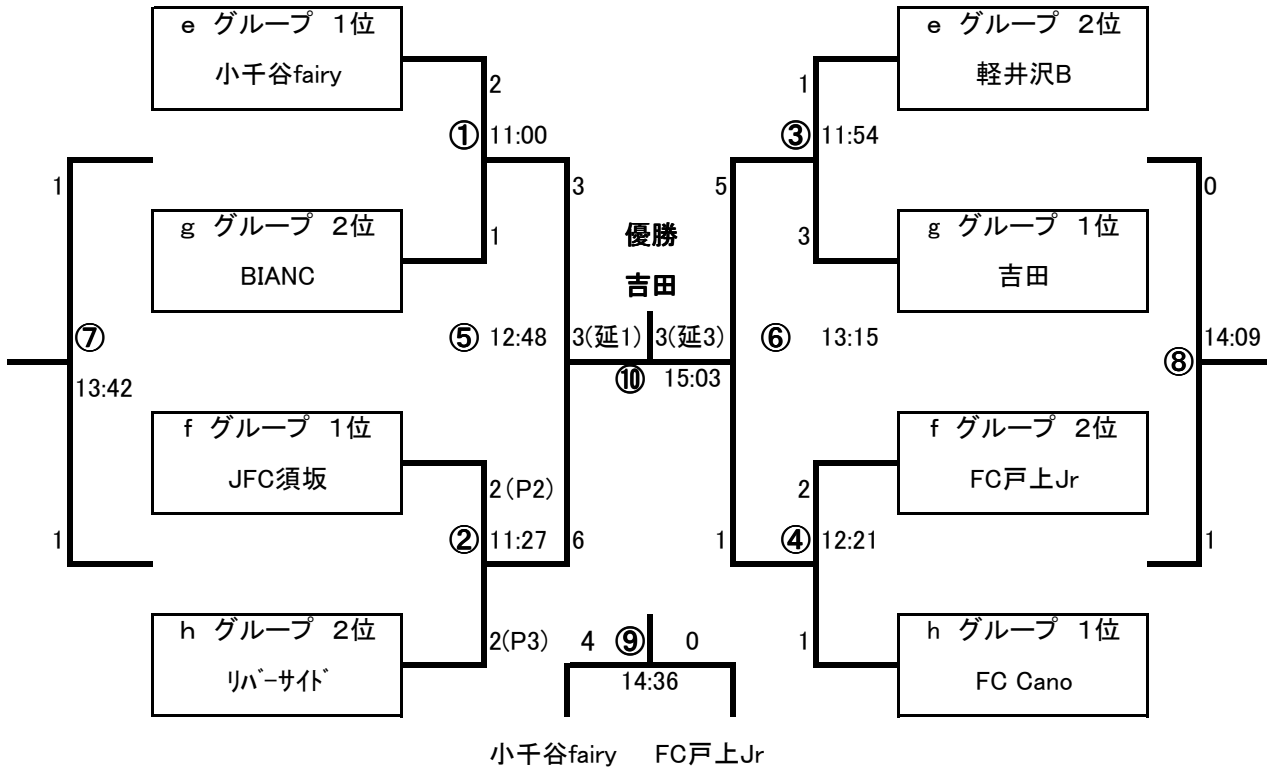 e グループ 1位
小千谷fairy
e グループ 2位
軽井沢B
2
1
① 11:00
③ 11:54
1
3
5
0
g グループ 2位
BIANC
1
優勝
吉田
3
g グループ 1位
吉田
⑦
13:42
⑤ 12:48
3(延1)
3(延3)
⑩ 15:03
⑥ 13:15
14:09
⑧
f グループ 1位
JFC須坂
f グループ 2位
FC戸上Jr
2(P2)
2
1
② 11:27
6
1
④ 12:21
1
h グループ 2位
ﾘﾊﾞｰｻｲﾄﾞ
2(P3)
4 ⑨ 0
14:36
1
h グループ 1位
FC Cano
小千谷fairy FC戸上Jr